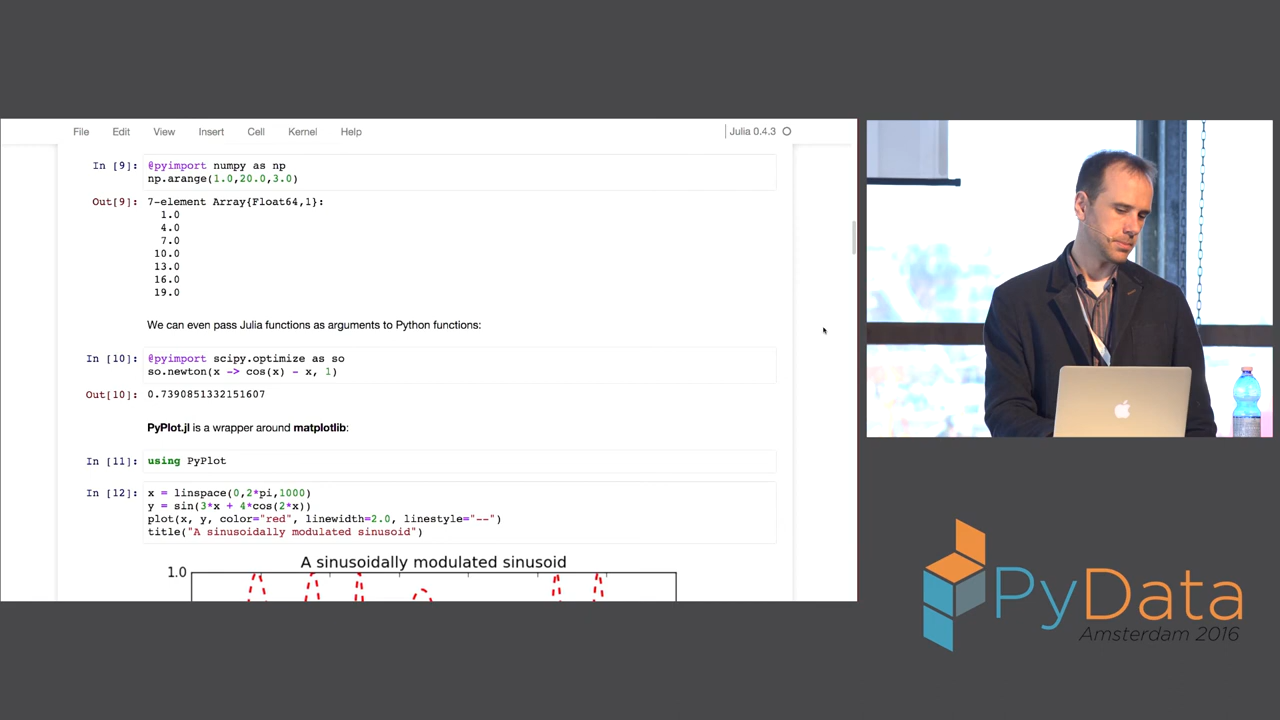 File Edit View Insert Cell Kernel Help Julia 0.4.3
In [9]: @pyimport numpy as np
np.arange(1.0,20.0,3.0)
Out[9]: 7-element Array{Float64,1}:
1.0
4.0
7.0
10.0
13.0
16.0
19.0
We can even pass Julia functions as arguments to Python functions:
In [10]: @pyimport scipy.optimize as so
so.newton(x -> cos(x) - x, 1)
Out[10]: 0.7390851332151607
PyPlot.jl is a wrapper around matplotlib:
In [11]: using PyPlot
In [12]: x = linspace(0,2*pi,1000)
y = sin(3*x + 4*cos(2*x))
plot(x, y, color="red", linewidth=2.0, linestyle="--")
title("A sinusoidally modulated sinusoid")
A sinusoidally modulated sinusoid
1.0
PyData
Amsterdam 2016